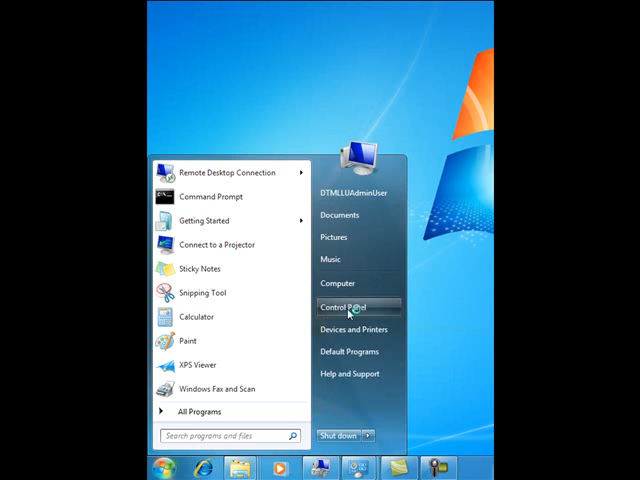 Remote Desktop Connection
Command Prompt
Getting Started
Connect to a Projector
Sticky Notes
Snipping Tool
Calculator
Paint
XPS Viewer
Windows Fax and Scan
All Programs
Search programs and files
DTMLLUAdminUser
Documents
Pictures
Music
Computer
Control Panel
Devices and Printers
Default Programs
Help and Support
Shut down